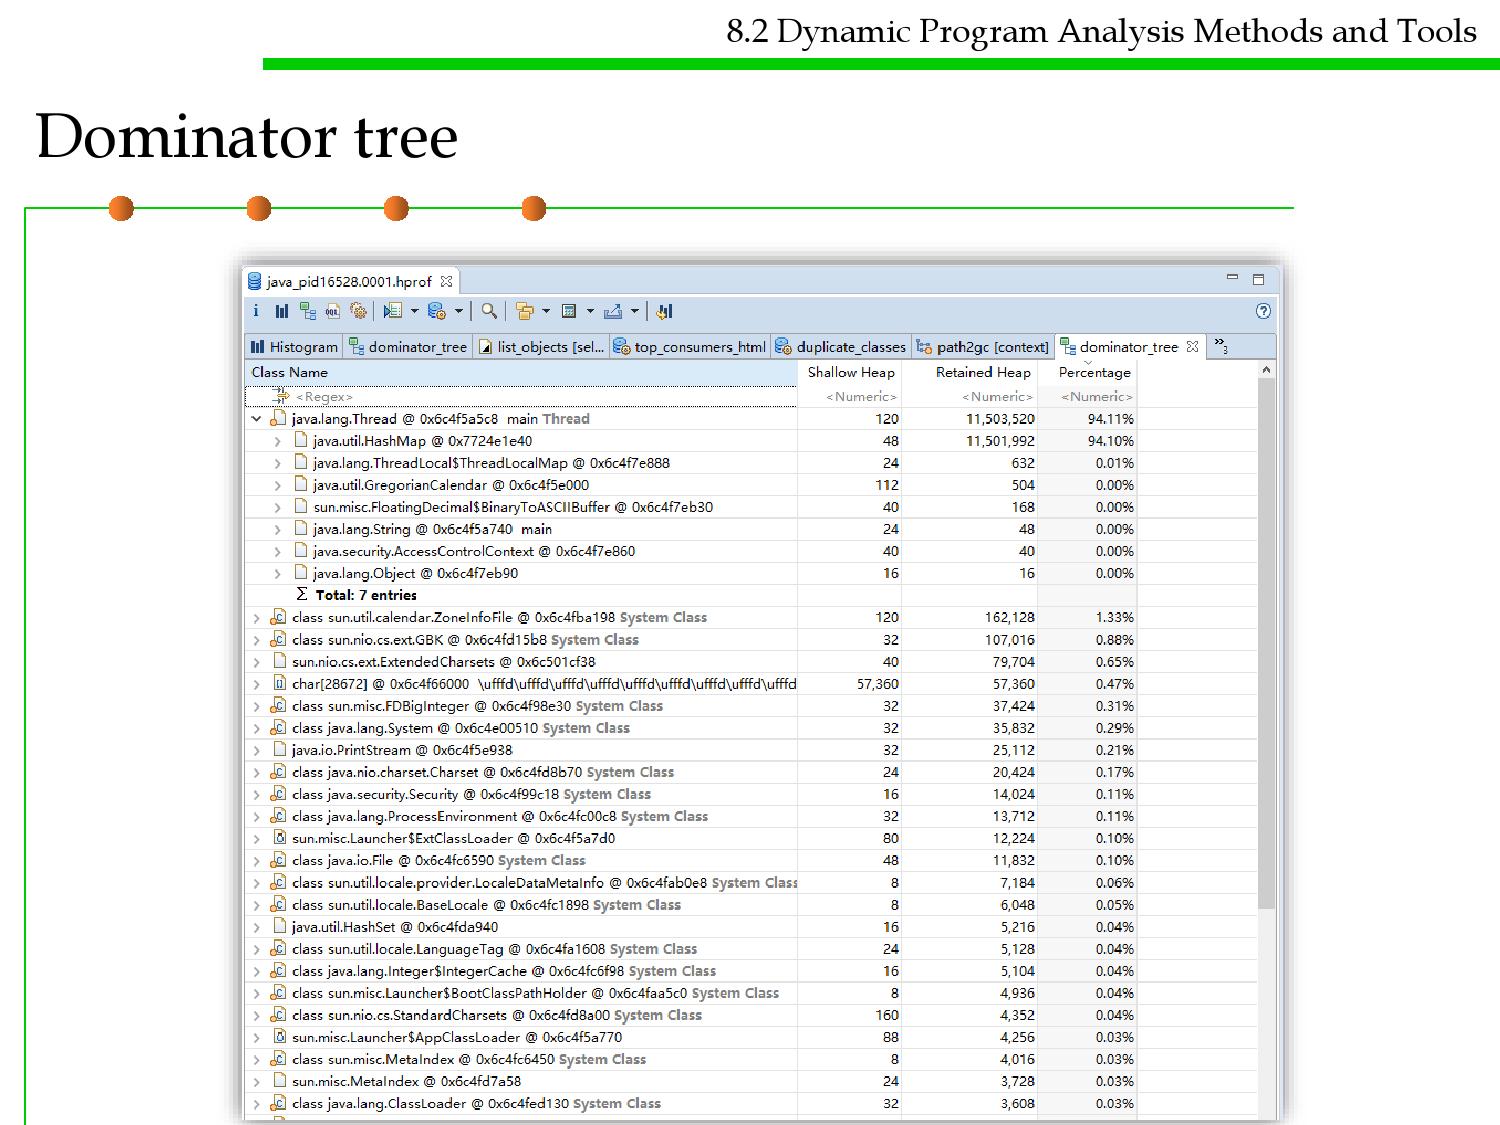 8.2 Dynamic Program Analysis Methods and Tools
Dominator tree
java_pid16528.0001.hprof
i OQL
Histogram dominator_tree list_objects [sel... top_consumers_html duplicate_classes path2gc [context] dominator_tree »3
Class Name Shallow Heap Retained Heap Percentage
<Regex> <Numeric> <Numeric> <Numeric>
java.lang.Thread @ 0x6c4f5a5c8 main Thread 120 11,503,520 94.11%
java.util.HashMap @ 0x7724e1e40 48 11,501,992 94.10%
java.lang.ThreadLocal$ThreadLocalMap @ 0x6c4f7e888 24 632 0.01%
java.util.GregorianCalendar @ 0x6c4f5e000 112 504 0.00%
sun.misc.FloatingDecimal$BinaryToASCIIBuffer @ 0x6c4f7eb30 40 168 0.00%
java.lang.String @ 0x6c4f5a740 main 24 48 0.00%
java.security.AccessControlContext @ 0x6c4f7e860 40 40 0.00%
java.lang.Object @ 0x6c4f7eb90 16 16 0.00%
Σ Total: 7 entries
class sun.util.calendar.ZoneInfoFile @ 0x6c4fba198 System Class 120 162,128 1.33%
class sun.nio.cs.ext.GBK @ 0x6c4fd15b8 System Class 32 107,016 0.88%
sun.nio.cs.ext.ExtendedCharsets @ 0x6c501cf38 40 79,704 0.65%
char[28672] @ 0x6c4f66000 \ufffd\ufffd\ufffd\ufffd\ufffd\ufffd\ufffd\ufffd\ufffd 57,360 57,360 0.47%
class sun.misc.FDBigInteger @ 0x6c4f98e30 System Class 32 37,424 0.31%
class java.lang.System @ 0x6c4e00510 System Class 32 35,832 0.29%
java.io.PrintStream @ 0x6c4f5e938 32 25,112 0.21%
class java.nio.charset.Charset @ 0x6c4fd8b70 System Class 24 20,424 0.17%
class java.security.Security @ 0x6c4f99c18 System Class 16 14,024 0.11%
class java.lang.ProcessEnvironment @ 0x6c4fc00c8 System Class 32 13,712 0.11%
sun.misc.Launcher$ExtClassLoader @ 0x6c4f5a7d0 80 12,224 0.10%
class java.io.File @ 0x6c4fc6590 System Class 48 11,832 0.10%
class sun.util.locale.provider.LocaleDataMetaInfo @ 0x6c4fab0e8 System Class 8 7,184 0.06%
class sun.util.locale.BaseLocale @ 0x6c4fc1898 System Class 8 6,048 0.05%
java.util.HashSet @ 0x6c4fda940 16 5,216 0.04%
class sun.util.locale.LanguageTag @ 0x6c4fa1608 System Class 24 5,128 0.04%
class java.lang.Integer$IntegerCache @ 0x6c4fc6f98 System Class 16 5,104 0.04%
class sun.misc.Launcher$BootClassPathHolder @ 0x6c4faa5c0 System Class 8 4,936 0.04%
class sun.nio.cs.StandardCharsets @ 0x6c4fd8a00 System Class 160 4,352 0.04%
sun.misc.Launcher$AppClassLoader @ 0x6c4f5a770 88 4,256 0.03%
class sun.misc.MetaIndex @ 0x6c4fc6450 System Class 8 4,016 0.03%
sun.misc.MetaIndex @ 0x6c4fd7a58 24 3,728 0.03%
class java.lang.ClassLoader @ 0x6c4fed130 System Class 32 3,608 0.03%